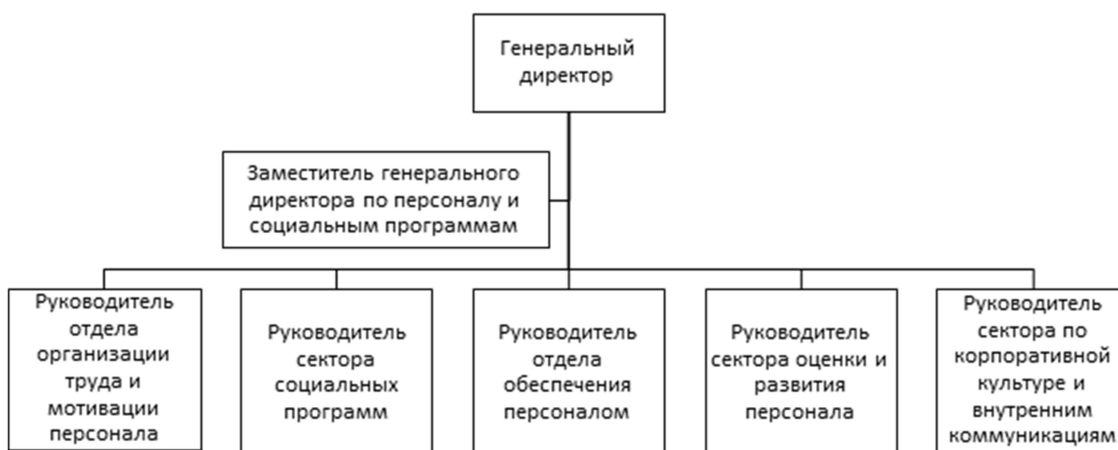 Генеральный
директор
Заместитель генерального
директора по персоналу и
социальным программам
Руководитель
отдела
организации
труда и
мотивации
персонала
Руководитель
сектора
социальных
программ
Руководитель
отдела
обеспечения
персоналом
Руководитель
сектора оценки и
развития
персонала
Руководитель
сектора по
корпоративной
культуре и
внутренним
коммуникациям